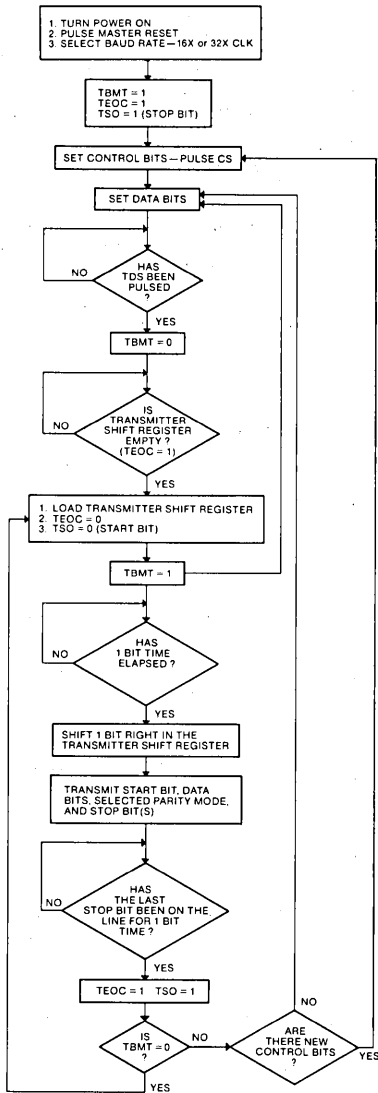 1. TURN POWER ON
2. PULSE MASTER RESET
3. SELECT BAUD RATE—16X or 32X CLK
TBMT = 1
TEOC = 1
TSO = 1 (STOP BIT)
SET CONTROL BITS—PULSE CS
SET DATA BITS
HAS
TDS BEEN
PULSED
?
NO
YES
TBMT = 0
IS
TRANSMITTER
SHIFT REGISTER
EMPTY ?
(TEOC = 1)
NO
YES
1. LOAD TRANSMITTER SHIFT REGISTER
2. TEOC = 0
3. TSO = 0 (START BIT)
TBMT = 1
HAS
1 BIT TIME
ELAPSED ?
NO
YES
SHIFT 1 BIT RIGHT IN THE
TRANSMITTER SHIFT REGISTER
TRANSMIT START BIT, DATA
BITS, SELECTED PARITY MODE,
AND STOP BIT(S)
HAS
THE LAST
STOP BIT BEEN ON THE
LINE FOR 1 BIT
TIME ?
NO
YES
TEOC = 1 TSO = 1
IS
TBMT = 0
?
NO
YES
ARE
THERE NEW
CONTROL BITS
?
NO
YES